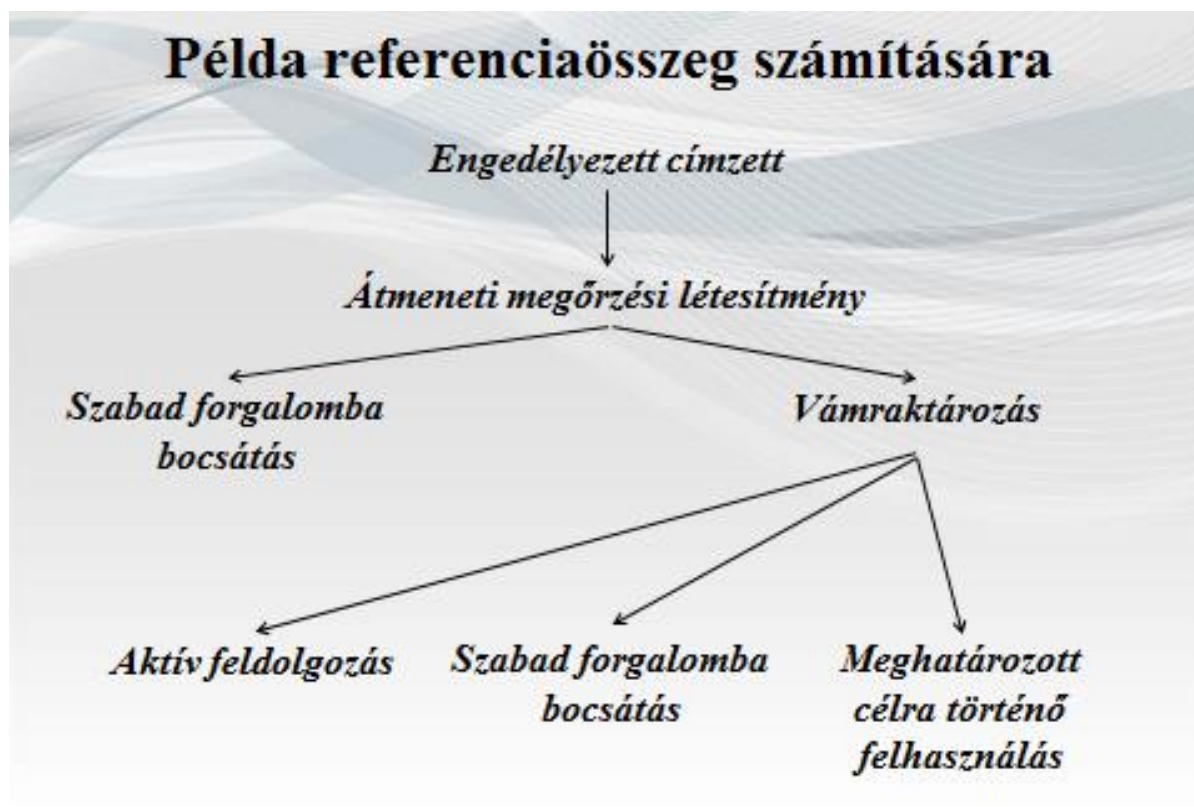 Példa referenciaösszeg számítására
Engedélyezett címzett
Átmeneti megőrzési létesítmény
Szabad forgalomba
bocsátás
Vámraktározás
Aktív feldolgozás
Szabad forgalomba
bocsátás
Meghatározott
célra történő
felhasználás